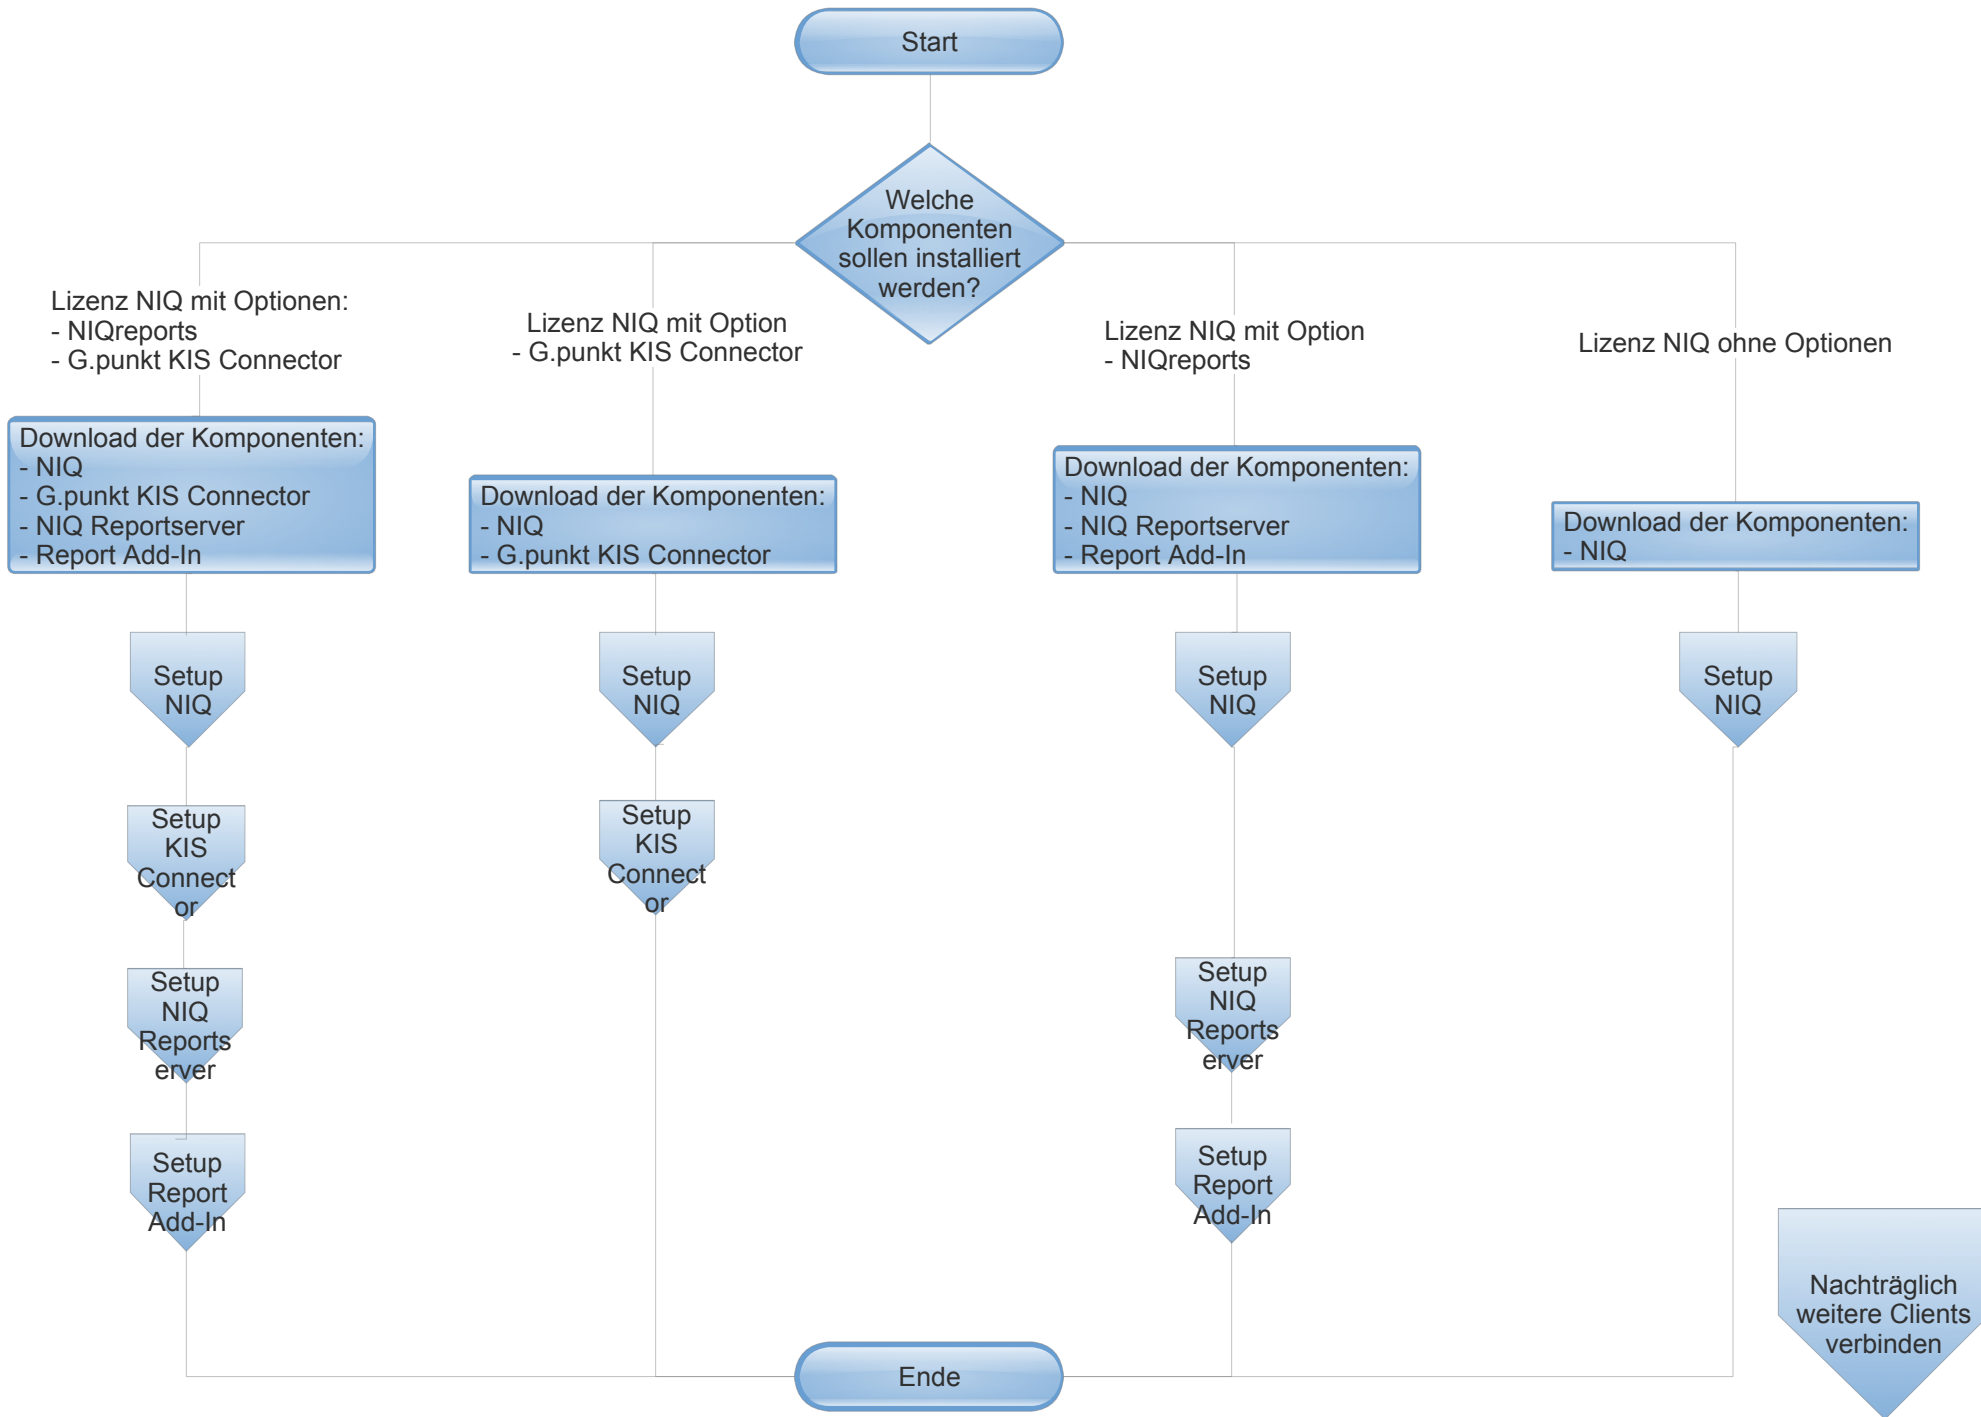 Start
Welche
Komponenten
sollen installiert
werden?
Lizenz NIQ mit Optionen:
- NIQreports
- G.punkt KIS Connector
Lizenz NIQ mit Option
- G.punkt KIS Connector
Lizenz NIQ mit Option
- NIQreports
Lizenz NIQ ohne Optionen
Download der Komponenten:
- NIQ
- G.punkt KIS Connector
- NIQ Reportserver
- Report Add-In
Download der Komponenten:
- NIQ
- G.punkt KIS Connector
Download der Komponenten:
- NIQ
- NIQ Reportserver
- Report Add-In
Download der Komponenten:
- NIQ
Setup
NIQ
Setup
NIQ
Setup
NIQ
Setup
NIQ
Setup
KIS
Connect
or
Setup
KIS
Connect
or
Setup
NIQ
Reports
erver
Setup
NIQ
Reports
erver
Setup
Report
Add-In
Setup
Report
Add-In
Nachträglich
weitere Clients
verbinden
Ende